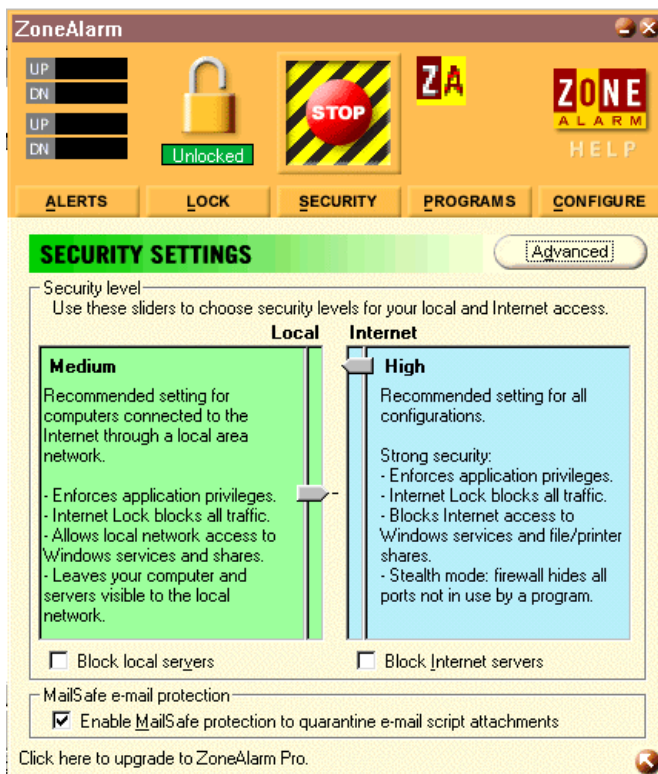 ZoneAlarm
UP
DN
UP
DN
Unlocked
STOP
ZA
ZONE
ALARM
HELP
ALERTS
LOCK
SECURITY
PROGRAMS
CONFIGURE
SECURITY SETTINGS
Advanced
Security level
Use these sliders to choose security levels for your local and Internet access.
Local
Internet
Medium
Recommended setting for
computers connected to the
Internet through a local area
network.
- Enforces application privileges.
- Internet Lock blocks all traffic.
- Allows local network access to
Windows services and shares.
- Leaves your computer and
servers visible to the local
network.
High
Recommended setting for all
configurations.
Strong security:
- Enforces application privileges.
- Internet Lock blocks all traffic.
- Blocks Internet access to
Windows services and file/printer
shares.
- Stealth mode: firewall hides all
ports not in use by a program.
Block local servers
Block Internet servers
MailSafe e-mail protection
Enable MailSafe protection to quarantine e-mail script attachments
Click here to upgrade to ZoneAlarm Pro.